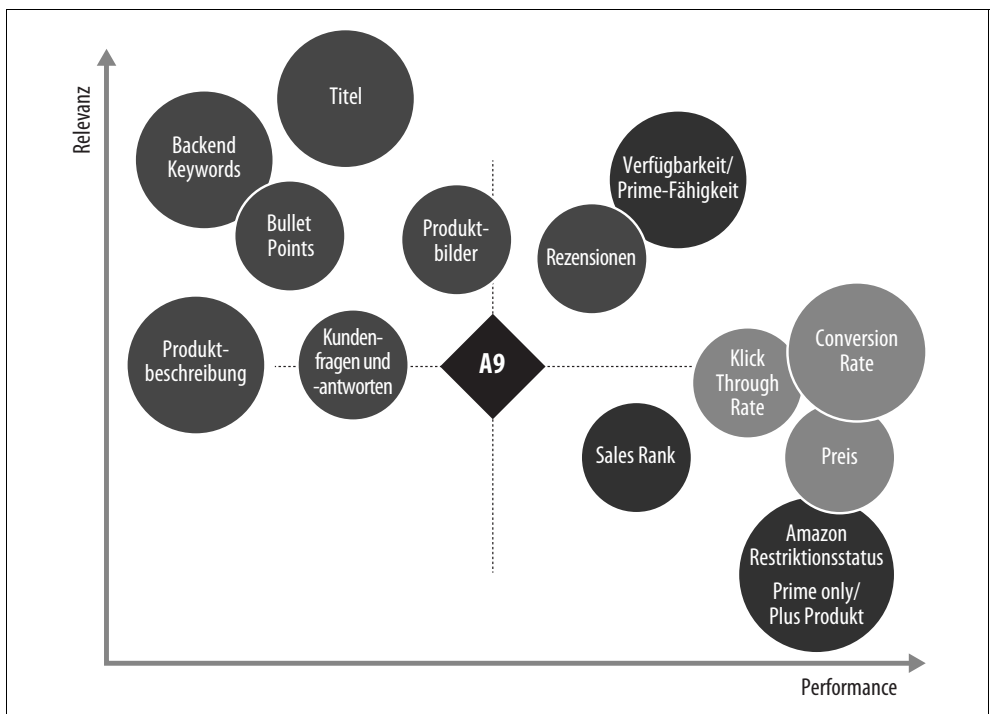 Relevanz
Titel
Backend
Keywords
Bullet
Points
Produkt-
bilder
Verfügbarkeit/
Prime-Fähigkeit
Rezensionen
Produkt-
beschreibung
Kunden-
fragen und
-antworten
A9
Klick
Through
Rate
Conversion
Rate
Sales Rank
Preis
Amazon
Restriktionsstatus
Prime only/
Plus Produkt
Performance